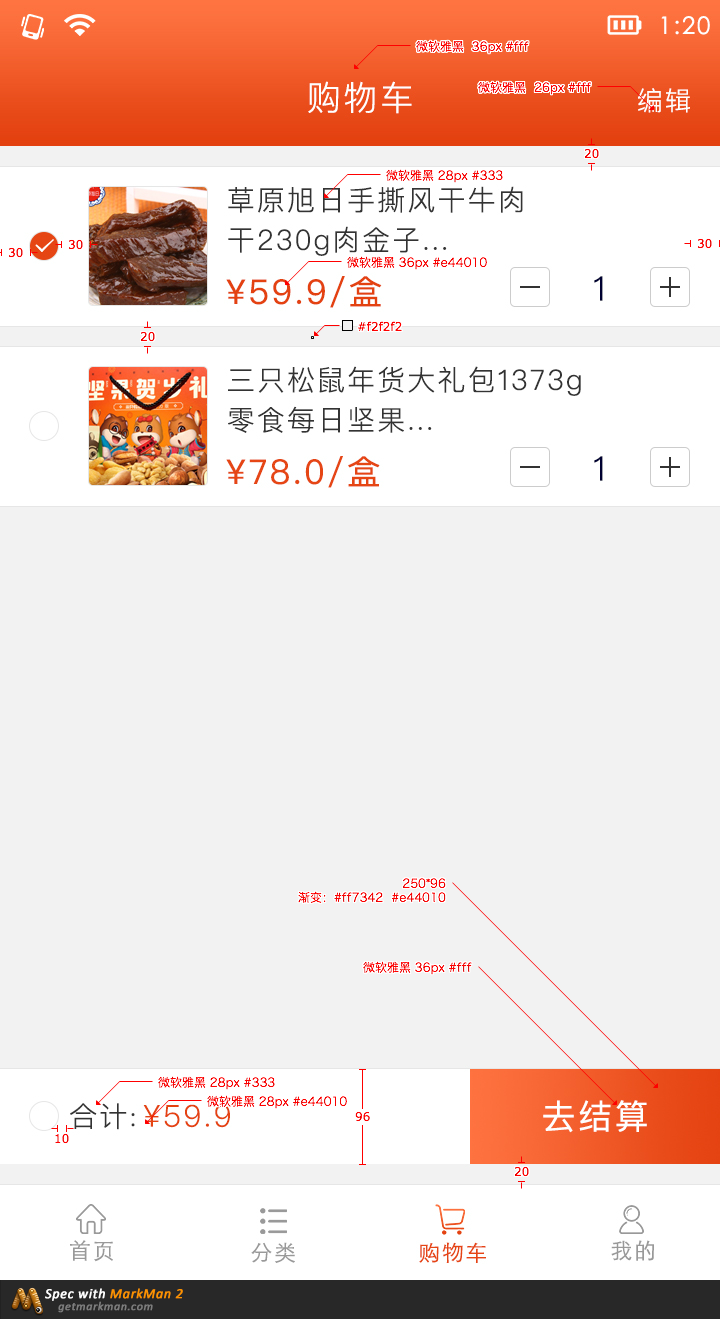 1:20
微软雅黑 36px #fff
购物车
微软雅黑 26px #fff
编辑
20
微软雅黑 28px #333
草原旭日手撕风干牛肉
干230g肉金子...
30
30
30
微软雅黑 36px #e44010
¥59.9/盒
1
20
#f2f2f2
坚果贺岁礼
三只松鼠年货大礼包1373g
零食每日坚果...
¥78.0/盒
1
250*96
渐变: #ff7342 #e44010
微软雅黑 36px #fff
微软雅黑 28px #333
微软雅黑 28px #e44010
合计: ¥59.9
10
96
去结算
20
首页
分类
购物车
我的
Spec with MarkMan 2
getmarkman.com